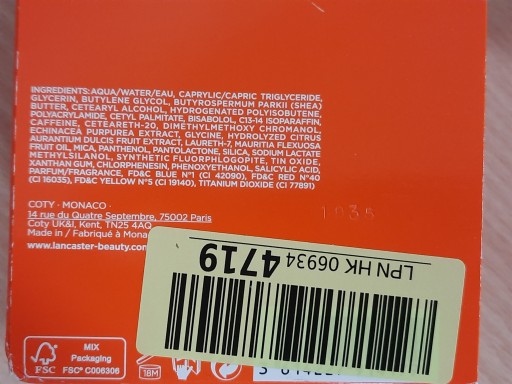 INGREDIENTS: AQUA/WATER/EAU, CAPRYLIC/CAPRIC TRIGLYCERIDE,
GLYCERIN, BUTYLENE GLYCOL, BUTYROSPERMUM PARKII (SHEA)
BUTTER, CETEARYL ALCOHOL, HYDROGENATED POLYISOBUTENE,
POLYACRYLAMIDE, CETYL PALMITATE, BISABOLOL, C13-14 ISOPARAFFIN,
CAFFEINE, CETEARETH-20, DIMETHYLMETHOXY CHROMANOL,
ECHINACEA PURPUREA EXTRACT, GLYCINE, HYDROLYZED CITRUS
AURANTIUM DULCIS FRUIT EXTRACT, LAURETH-7, MAURITIA FLEXUOSA
FRUIT OIL, MICA, PANTHENOL, PANTOLACTONE, SILICA, SODIUM LACTATE
METHYLSILANOL, SYNTHETIC FLUORPHLOGOPITE, TIN OXIDE,
XANTHAN GUM, CHLORPHENESIN, PHENOXYETHANOL, SALICYLIC ACID,
PARFUM/FRAGRANCE, FD&C BLUE N°1 (CI 42090), FD&C RED N°40
(CI 16035), FD&C YELLOW N°5 (CI 19140), TITANIUM DIOXIDE (CI 77891)
COTY · MONACO ·
14 rue du Quatre Septembre, 75002 Paris
Coty UK&I, Kent, TN25 4AQ
Made in / Fabriqué à Mona
www.lancaster-beauty.com
1035
LPN HK 06934 4719
MIX
Packaging
FSC
FSC® C006306
18M